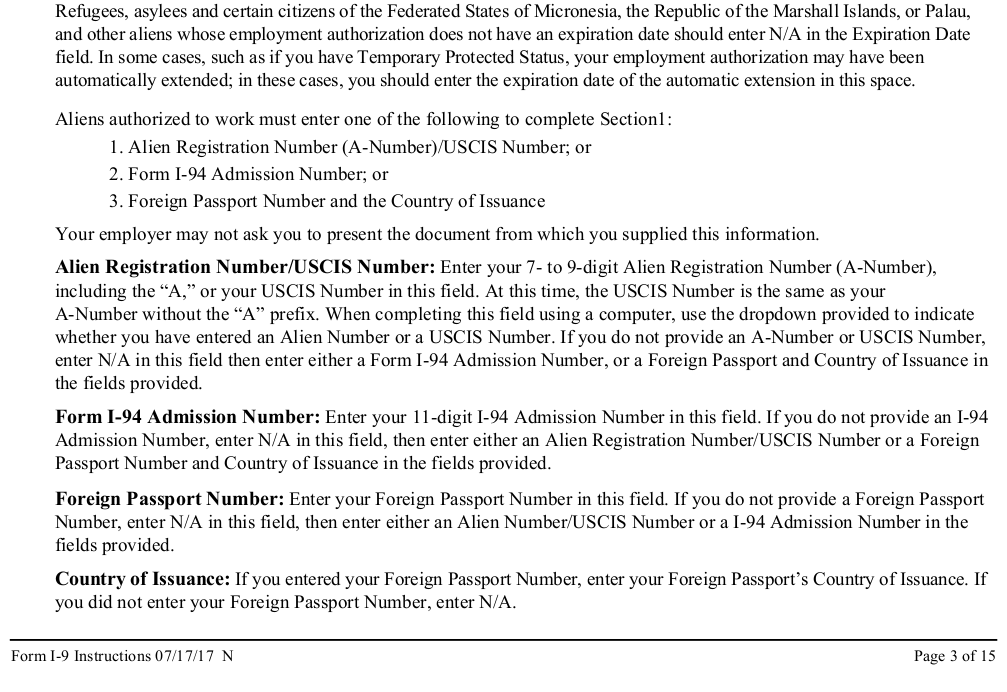 Refugees, asylees and certain citizens of the Federated States of Micronesia, the Republic of the Marshall Islands, or Palau,
and other aliens whose employment authorization does not have an expiration date should enter N/A in the Expiration Date
field. In some cases, such as if you have Temporary Protected Status, your employment authorization may have been
automatically extended; in these cases, you should enter the expiration date of the automatic extension in this space.
Aliens authorized to work must enter one of the following to complete Section1:
1. Alien Registration Number (A-Number)/USCIS Number; or
2. Form I-94 Admission Number; or
3. Foreign Passport Number and the Country of Issuance
Your employer may not ask you to present the document from which you supplied this information.
Alien Registration Number/USCIS Number: Enter your 7- to 9-digit Alien Registration Number (A-Number),
including the “A,” or your USCIS Number in this field. At this time, the USCIS Number is the same as your
A-Number without the “A” prefix. When completing this field using a computer, use the dropdown provided to indicate
whether you have entered an Alien Number or a USCIS Number. If you do not provide an A-Number or USCIS Number,
enter N/A in this field then enter either a Form I-94 Admission Number, or a Foreign Passport and Country of Issuance in
the fields provided.
Form I-94 Admission Number: Enter your 11-digit I-94 Admission Number in this field. If you do not provide an I-94
Admission Number, enter N/A in this field, then enter either an Alien Registration Number/USCIS Number or a Foreign
Passport Number and Country of Issuance in the fields provided.
Foreign Passport Number: Enter your Foreign Passport Number in this field. If you do not provide a Foreign Passport
Number, enter N/A in this field, then enter either an Alien Number/USCIS Number or a I-94 Admission Number in the
fields provided.
Country of Issuance: If you entered your Foreign Passport Number, enter your Foreign Passport’s Country of Issuance. If
you did not enter your Foreign Passport Number, enter N/A.
Form I-9 Instructions 07/17/17 N
Page 3 of 15